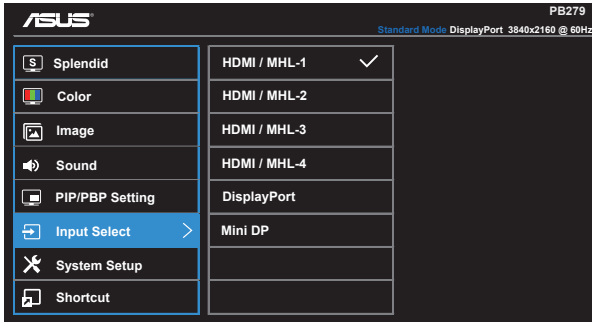 ASUS
PB279
Standard Mode DisplayPort 3840x2160 @ 60Hz
S Splendid
Color
Image
Sound
PIP/PBP Setting
Input Select
System Setup
Shortcut
HDMI / MHL-1
HDMI / MHL-2
HDMI / MHL-3
HDMI / MHL-4
DisplayPort
Mini DP